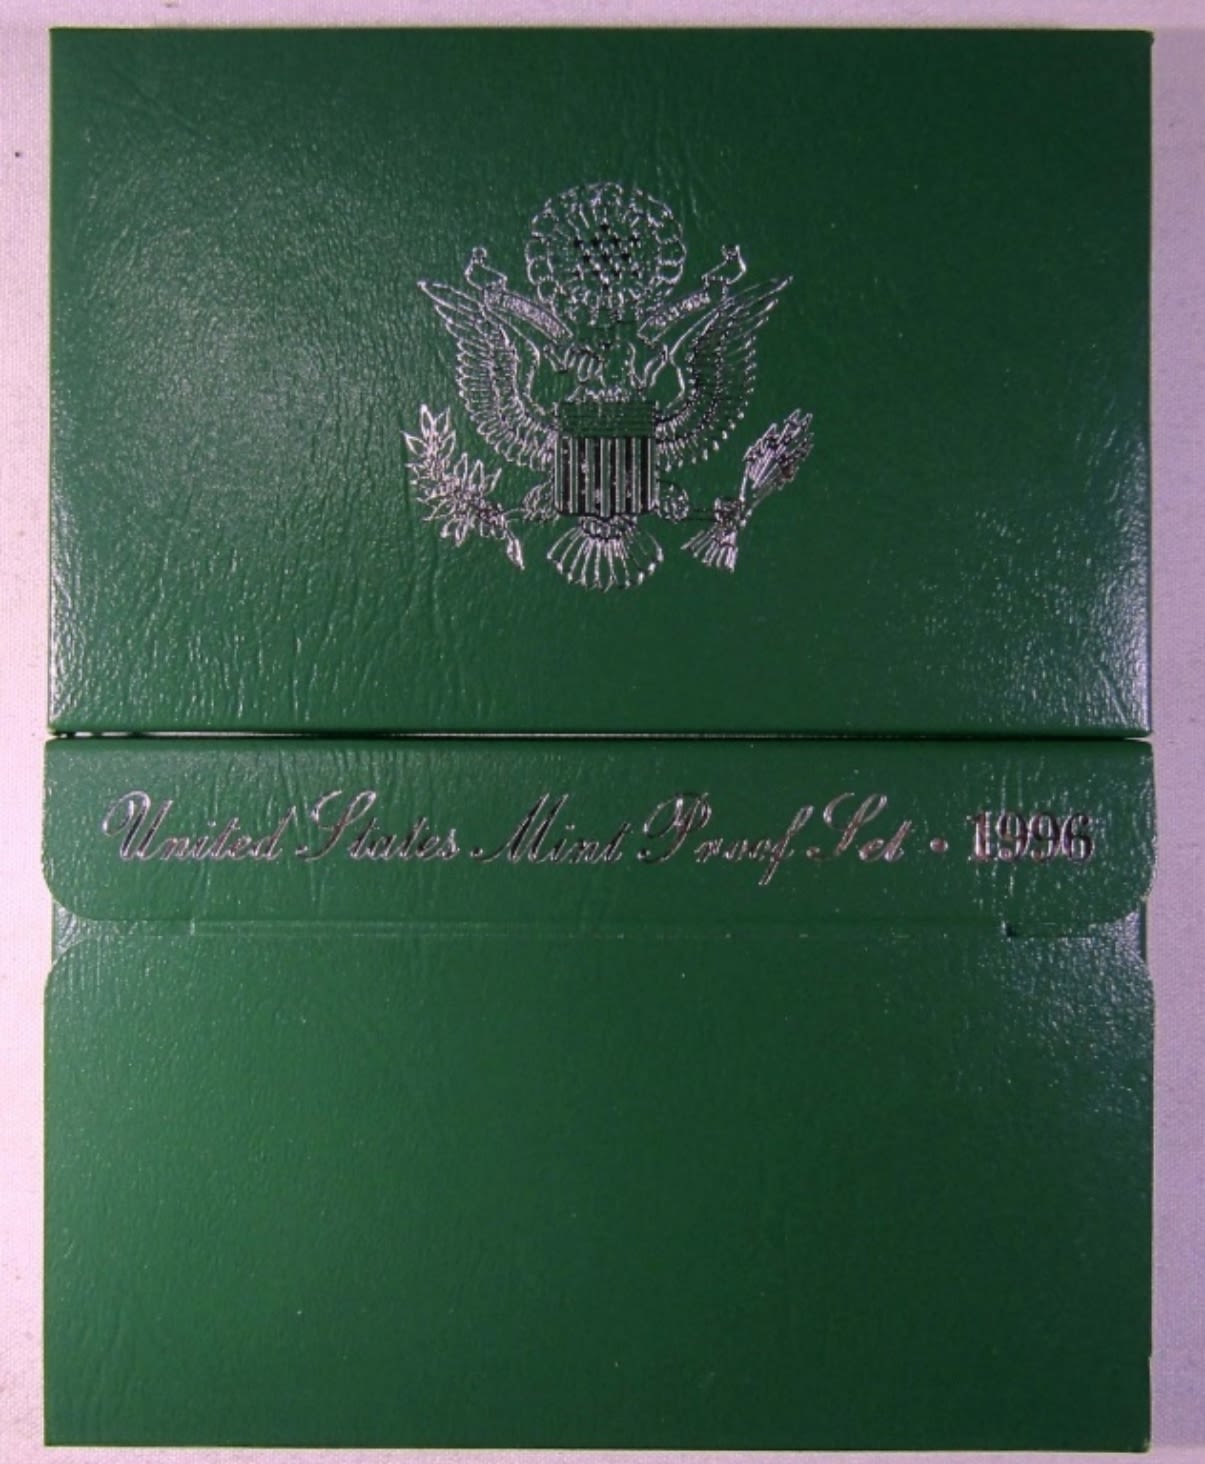 United States Mint Proof Set • 1996